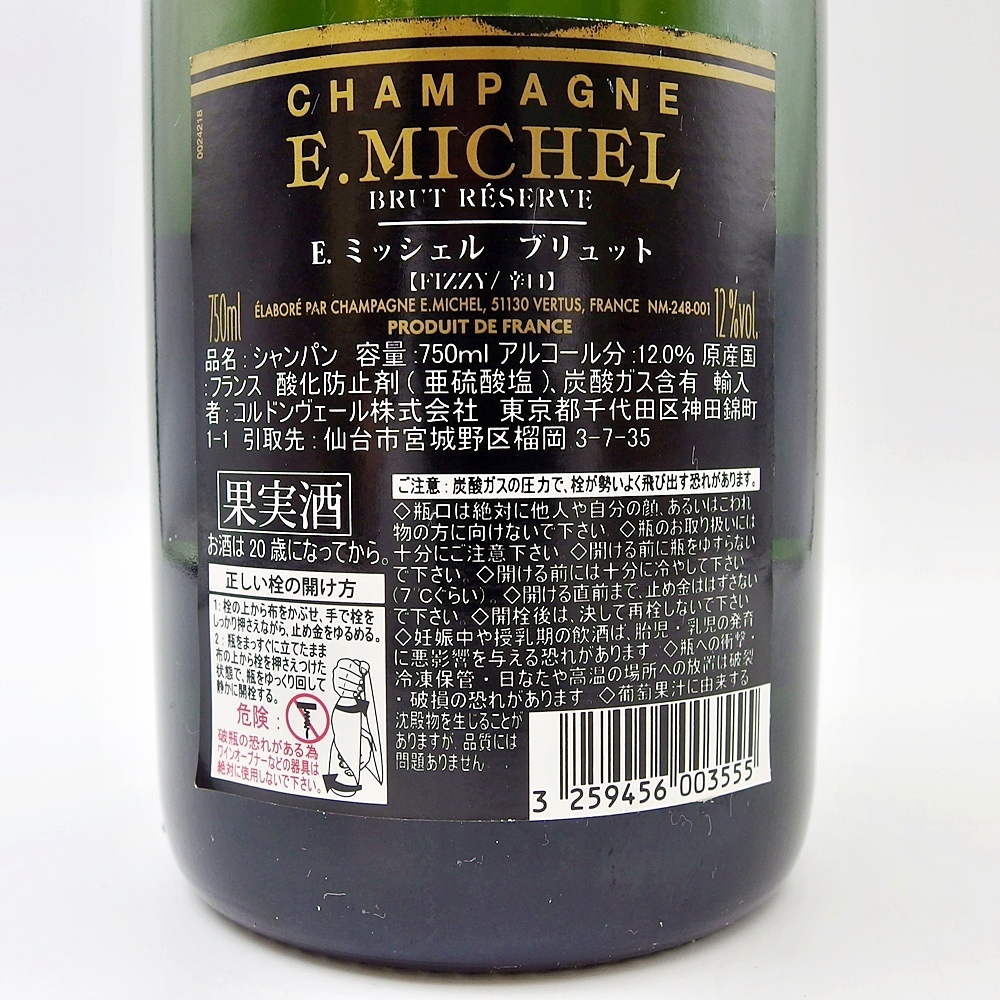 CHAMPAGNE
E.MICHEL
BRUT RÉSERVE
E. ミッシェル ブリュット
【FIZZY/辛口】
0024218
750ml
ÉLABORÉ PAR CHAMPAGNE E.MICHEL, 51130 VERTUS, FRANCE NM-248-001
12%vol.
PRODUIT DE FRANCE
品名:シャンパン 容量:750ml アルコール分:12.0% 原産国
:フランス 酸化防止剤(亜硫酸塩)、炭酸ガス含有 輸入
者:コルドンヴェール株式会社 東京都千代田区神田錦町
1-1 引取先:仙台市宮城野区榴岡 3-7-35
果実酒
お酒は20歳になってから。
正しい栓の開け方
1:栓の上から布をかぶせ、手で栓を
しっかり押さえながら、止め金をゆるめる。
2:瓶をまっすぐに立てたまま
布の上から栓を押さえつけた
状態で、瓶をゆっくり回して
静かに開栓する。
危険:
破瓶の恐れがある為
ワインオープナーなどの器具は
絶対に使用しないで下さい。
ご注意:炭酸ガスの圧力で、栓が勢いよく飛び出す恐れがあります。
◇瓶口は絶対に他人や自分の顔、あるいはこわれ
物の方に向けないで下さい ◇瓶のお取り扱いには
十分にご注意下さい ◇開ける前に瓶をゆすらない
で下さい。◇開ける前には十分に冷やして下さい
(7℃ぐらい)。◇開ける直前まで、止め金ははずさない
で下さい ◇開栓後は、決して再栓しないで下さい
◇妊娠中や授乳期の飲酒は、胎児・乳児の発育
に悪影響を与える恐れがあります ◇瓶への衝撃・
冷凍保管・日なたや高温の場所への放置は破裂
・破損の恐れがあります ◇葡萄果汁に由来する
沈殿物を生じることが
ありますが、品質には
問題ありません
3 259456 003555